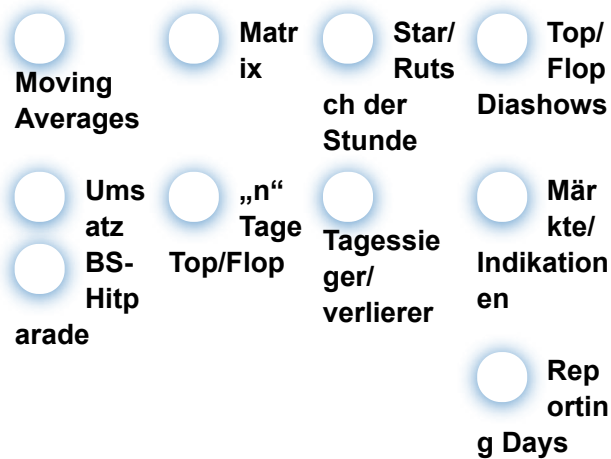 Moving
Averages
Matr
ix
Star/
Ruts
ch der
Stunde
Top/
Flop
Diashows
Ums
atz
BS-
Hitp
arade
„n“
Tage
Top/Flop
Tagessie
ger/
verlierer
Mär
kte/
Indikation
en
Rep
ortin
g Days